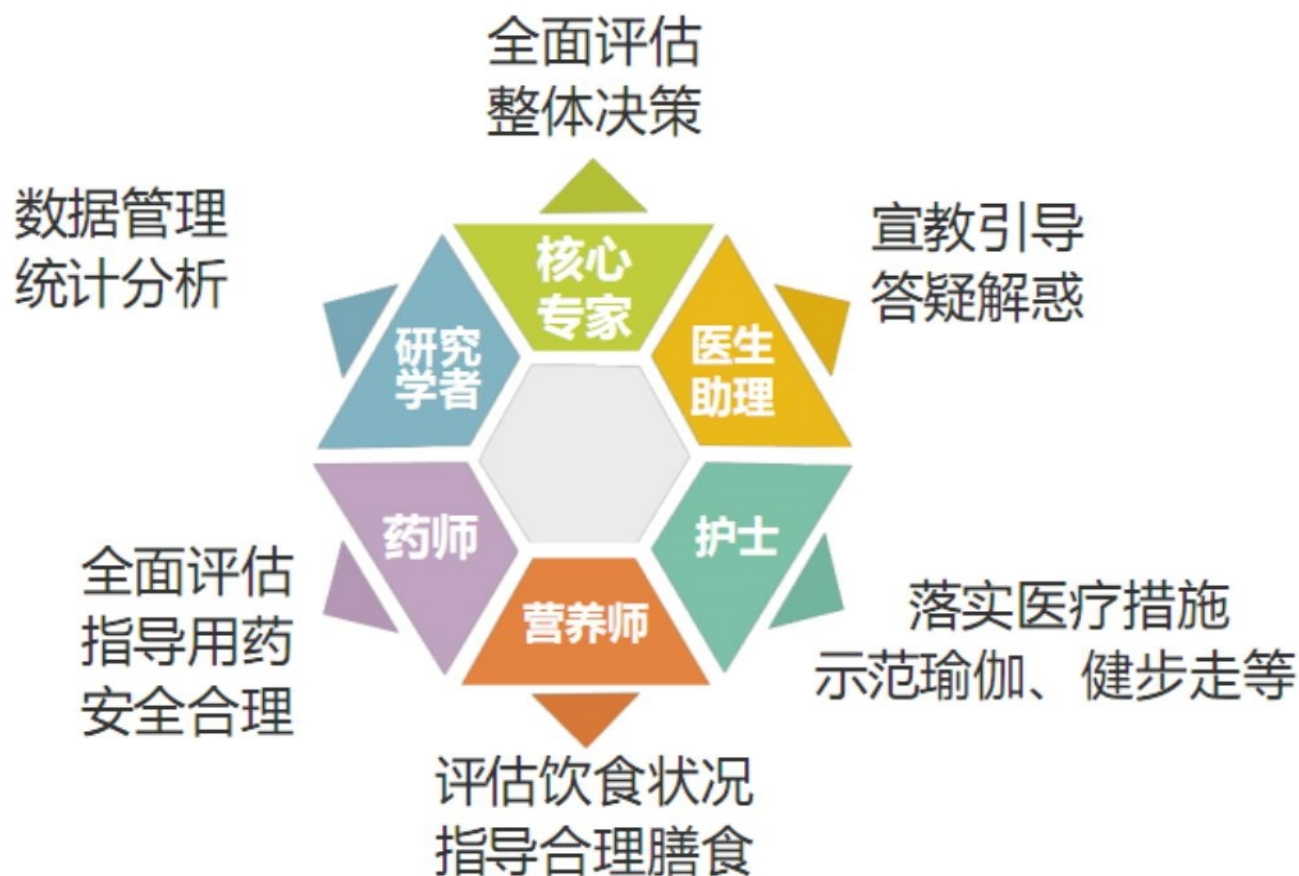 全面评估
整体决策
核心
专家
宣教引导
答疑解惑
医生
助理
护士
落实医疗措施
示范瑜伽、健步走等
营养师
评估饮食状况
指导合理膳食
药师
全面评估
指导用药
安全合理
研究
学者
数据管理
统计分析